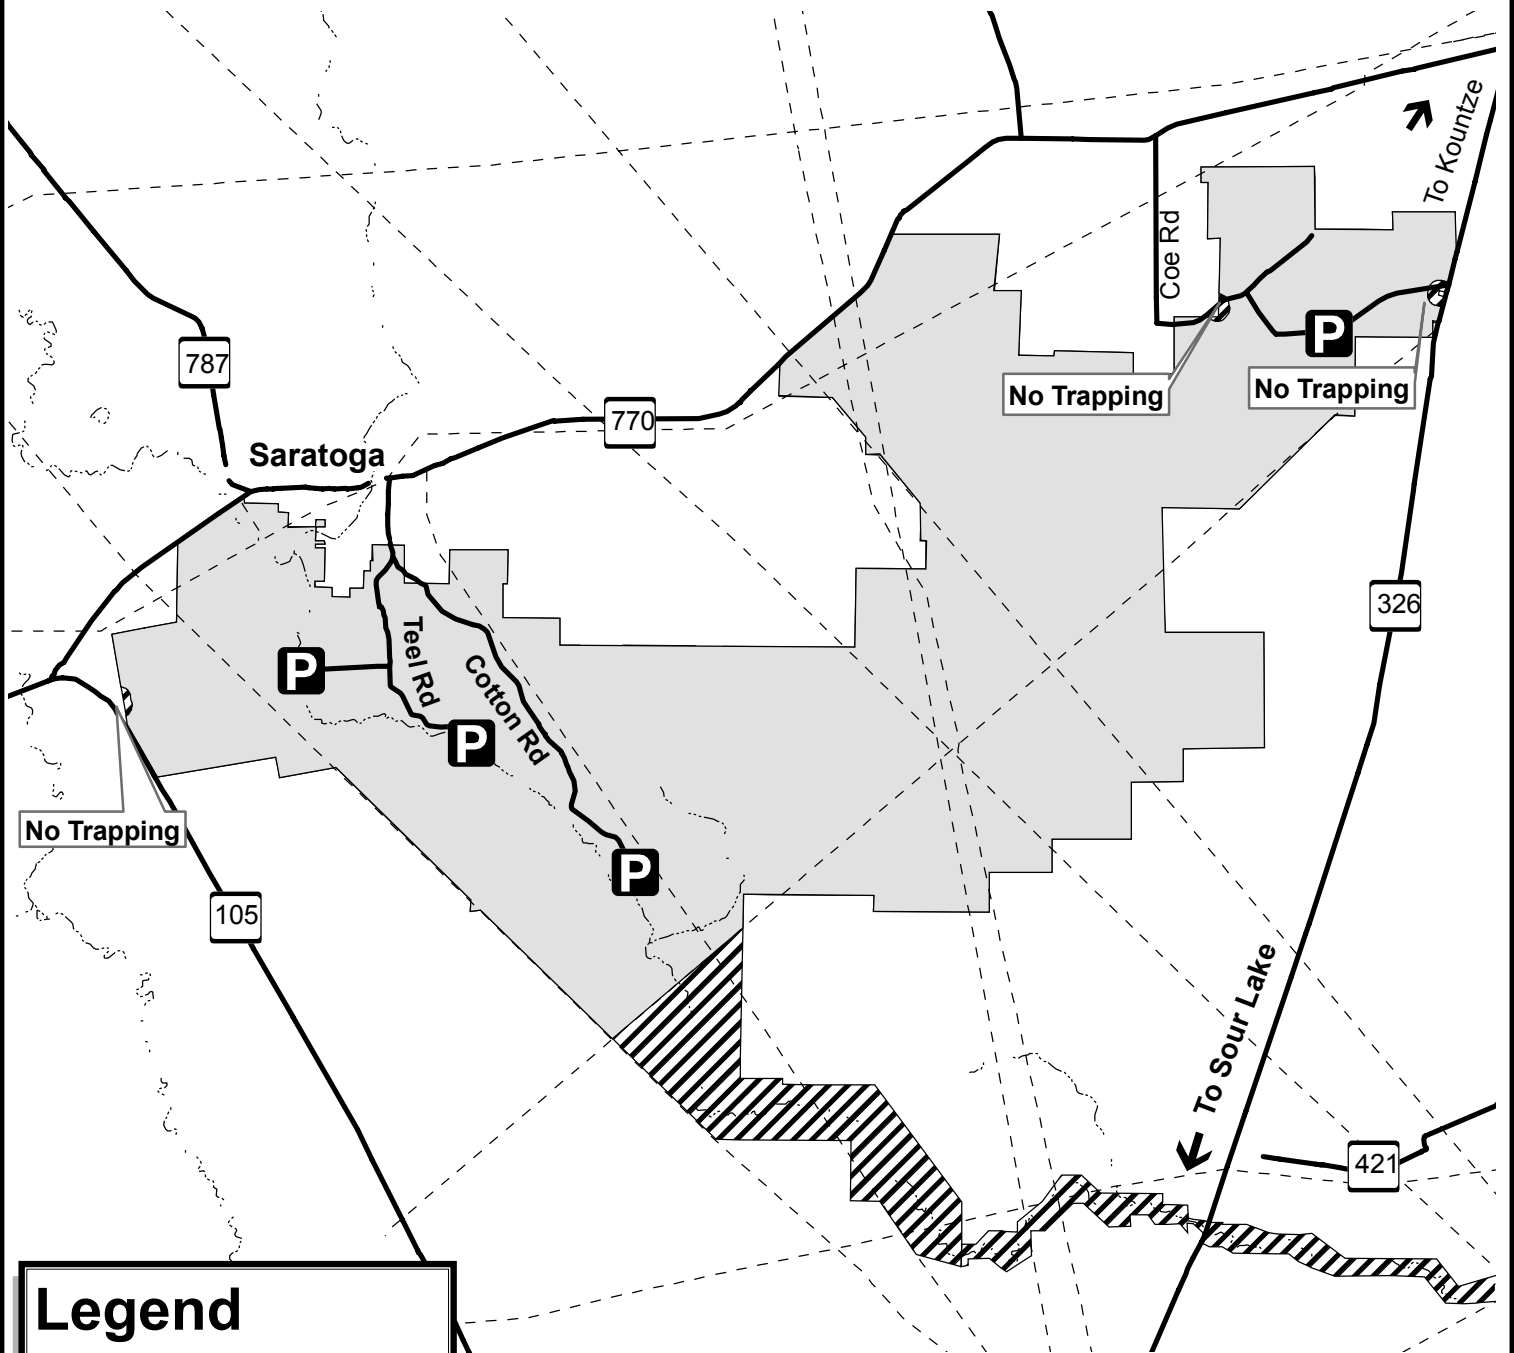 To Kountze
Coe Rd
P
No Trapping
No Trapping
787
770
Saratoga
326
Teel Rd
Cotton Rd
P
P
P
No Trapping
105
To Sour Lake
421
Legend